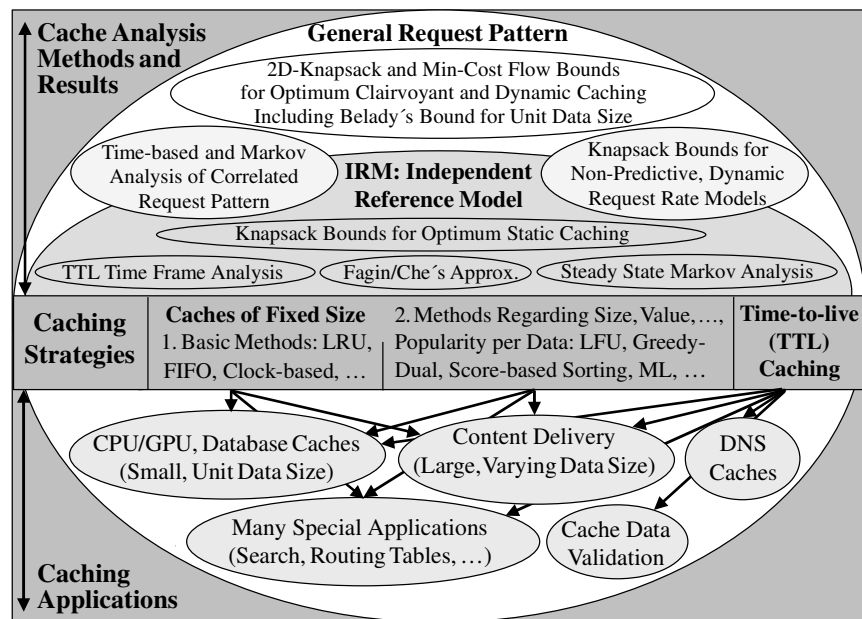 Cache Analysis
Methods and
Results
General Request Pattern
2D-Knapsack and Min-Cost Flow Bounds
for Optimum Clairvoyant and Dynamic Caching
Including Belady´s Bound for Unit Data Size
Time-based and Markov
Analysis of Correlated
Request Pattern
IRM: Independent
Reference Model
Knapsack Bounds for
Non-Predictive, Dynamic
Request Rate Models
Knapsack Bounds for Optimum Static Caching
TTL Time Frame Analysis
Fagin/Che´s Approx.
Steady State Markov Analysis
Caching
Strategies
Caches of Fixed Size
1. Basic Methods: LRU,
FIFO, Clock-based, …
2. Methods Regarding Size, Value, …,
Popularity per Data: LFU, Greedy-
Dual, Score-based Sorting, ML, …
Time-to-live
(TTL)
Caching
CPU/GPU, Database Caches
(Small, Unit Data Size)
Content Delivery
(Large, Varying Data Size)
DNS
Caches
Many Special Applications
(Search, Routing Tables, …)
Cache Data
Validation
Caching
Applications